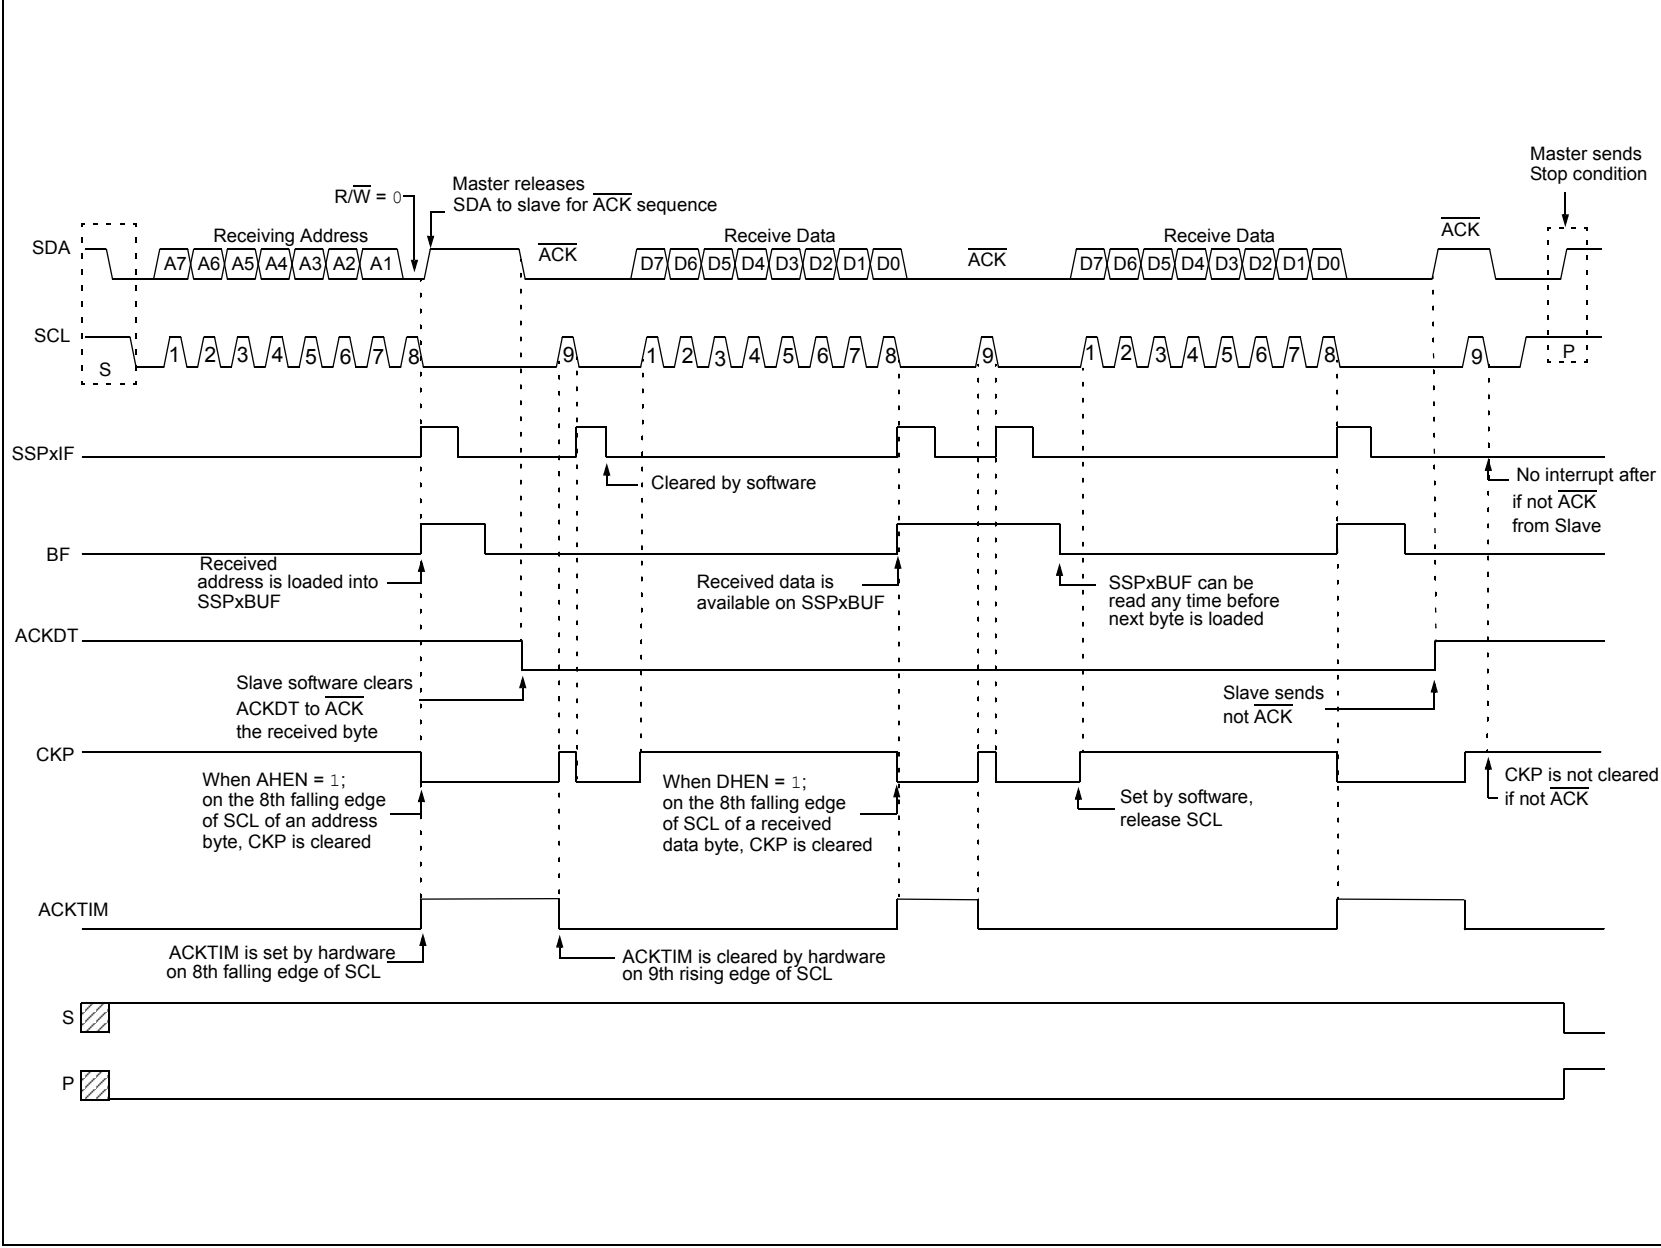 Master sends
Stop condition
Master releases
SDA to slave for ACK sequence
R/W = 0
SDA
Receiving Address
ACK
Receive Data
ACK
Receive Data
ACK
A7 A6 A5 A4 A3 A2 A1
D7 D6 D5 D4 D3 D2 D1 D0
D7 D6 D5 D4 D3 D2 D1 D0
SCL
S
1 2 3 4 5 6 7 8 9
1 2 3 4 5 6 7 8 9
1 2 3 4 5 6 7 8 9
P
SSPxIF
Cleared by software
No interrupt after
if not ACK
from Slave
BF
Received
address is loaded into
SSPxBUF
Received data is
available on SSPxBUF
SSPxBUF can be
read any time before
next byte is loaded
ACKDT
Slave software clears
ACKDT to ACK
the received byte
Slave sends
not ACK
CKP
When AHEN = 1;
on the 8th falling edge
of SCL of an address
byte, CKP is cleared
When DHEN = 1;
on the 8th falling edge
of SCL of a received
data byte, CKP is cleared
Set by software,
release SCL
CKP is not cleared
if not ACK
ACKTIM
ACKTIM is set by hardware
on 8th falling edge of SCL
ACKTIM is cleared by hardware
on 9th rising edge of SCL
S
P